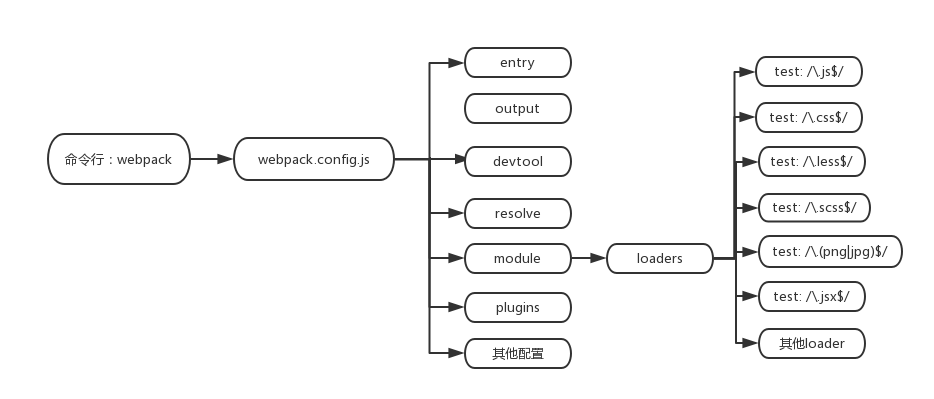 命令行：webpack
webpack.config.js
entry
output
devtool
resolve
module
plugins
其他配置
loaders
test: /\.js$/
test: /\.css$/
test: /\.less$/
test: /\.scss$/
test: /\.(png|jpg)$/
test: /\.jsx$/
其他loader